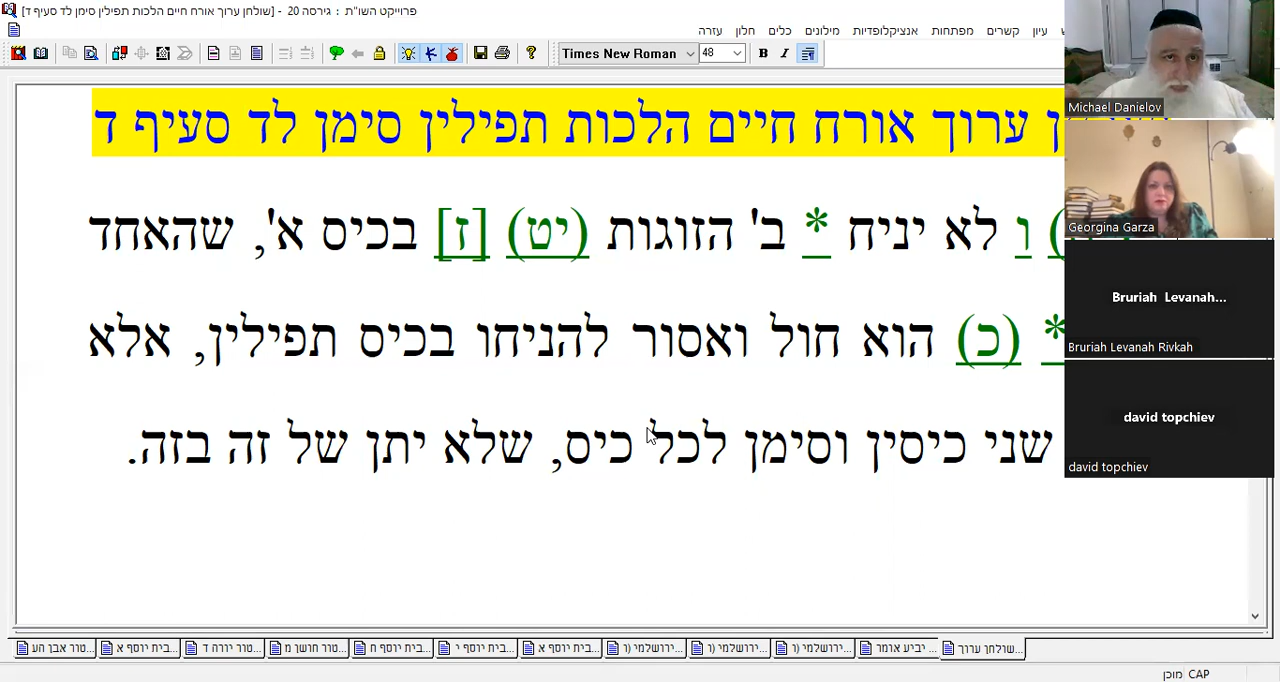 פרוייקט השו"ת : גירסה 20 - [שולחן ערוך אורח חיים הלכות תפילין סימן לד סעיף ד]
עיון קשרים מפתחות אנציקלופדיות מילונים כלים חלון עזרה
Times New Roman 48 B I
ערוך אורח חיים הלכות תפילין סימן לד סעיף ד
ו לא יניח * ב' הזוגות (יט) [ז] בכיס א', שהאחד
* (כ) הוא חול ואסור להניחו בכיס תפילין, אלא
שני כיסין וסימן לכל כיס, שלא יתן של זה בזה.
Michael Danielov
Georgina Garza
Bruriah Levanah...
Bruriah Levanah Rivkah
david topchiev
david topchiev
שולחן ערוך... יביע אומר... ירושלמי (ו... ירושלמי (ו... ירושלמי (ו... בית יוסף א... בית יוסף י... בית יוסף ח... טור חושן מ... טור יורה ד... בית יוסף א... טור אבן הע...
מוכן CAP